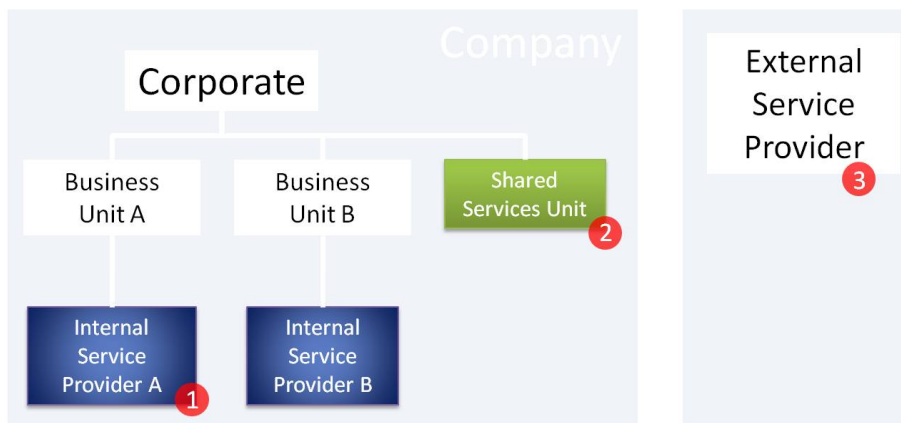 Company
Corporate
External
Service
Provider
3
Business
Unit A
Business
Unit B
Shared
Services Unit
2
Internal
Service
Provider A
1
Internal
Service
Provider B